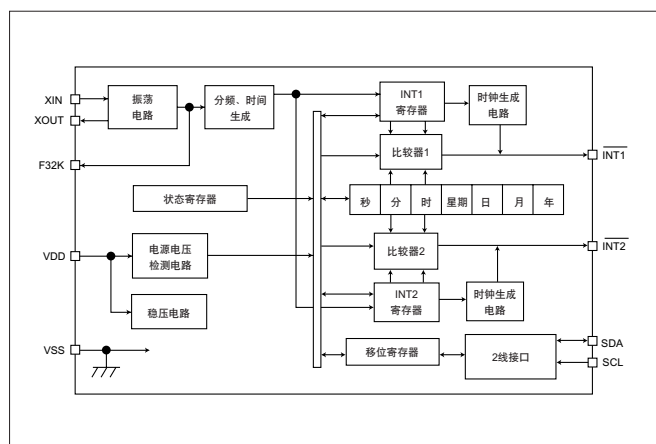 XIN
XOUT
F32K
VDD
VSS
振荡
电路
分频、时间
生成
INT1
寄存器
时钟生成
电路
比较器1
INT1
状态寄存器
秒 分 时 星期 日 月 年
电源电压
检测电路
比较器2
INT2
稳压电路
INT2
寄存器
时钟生成
电路
移位寄存器
2线接口
SDA
SCL